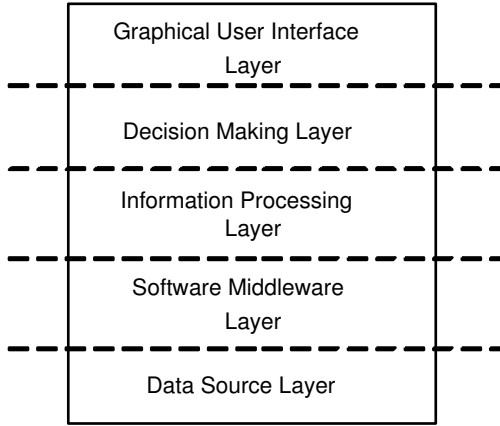 Graphical User Interface
Layer
Decision Making Layer
Information Processing
Layer
Software Middleware
Layer
Data Source Layer